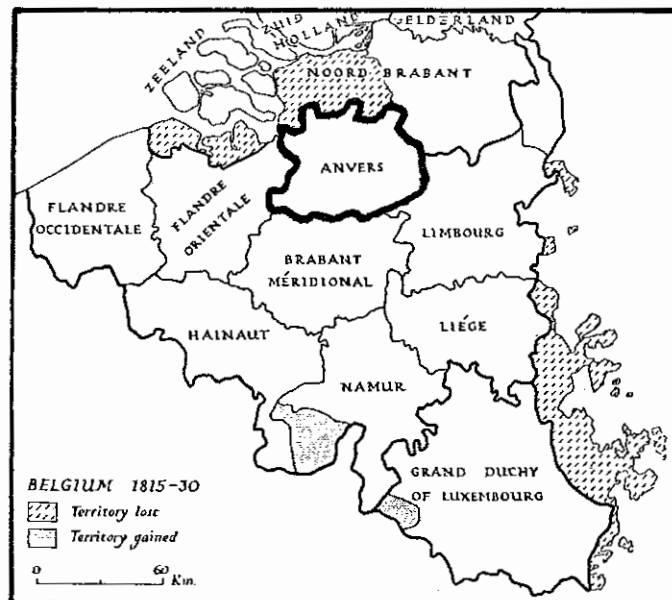 ZUID
HOLLAND
GELDERLAND
ZEELAND
NOORD BRABANT
ANVERS
FLANDRE
OCCIDENTALE
FLANDRE
ORIENTALE
LIMBOURG
BRABANT
MÉRIDIONAL
HAINAUT
LIÉGE
NAMUR
GRAND DUCHY
OF LUXEMBOURG
BELGIUM 1815-30
Territory lost
Territory gained
0 60
Km.